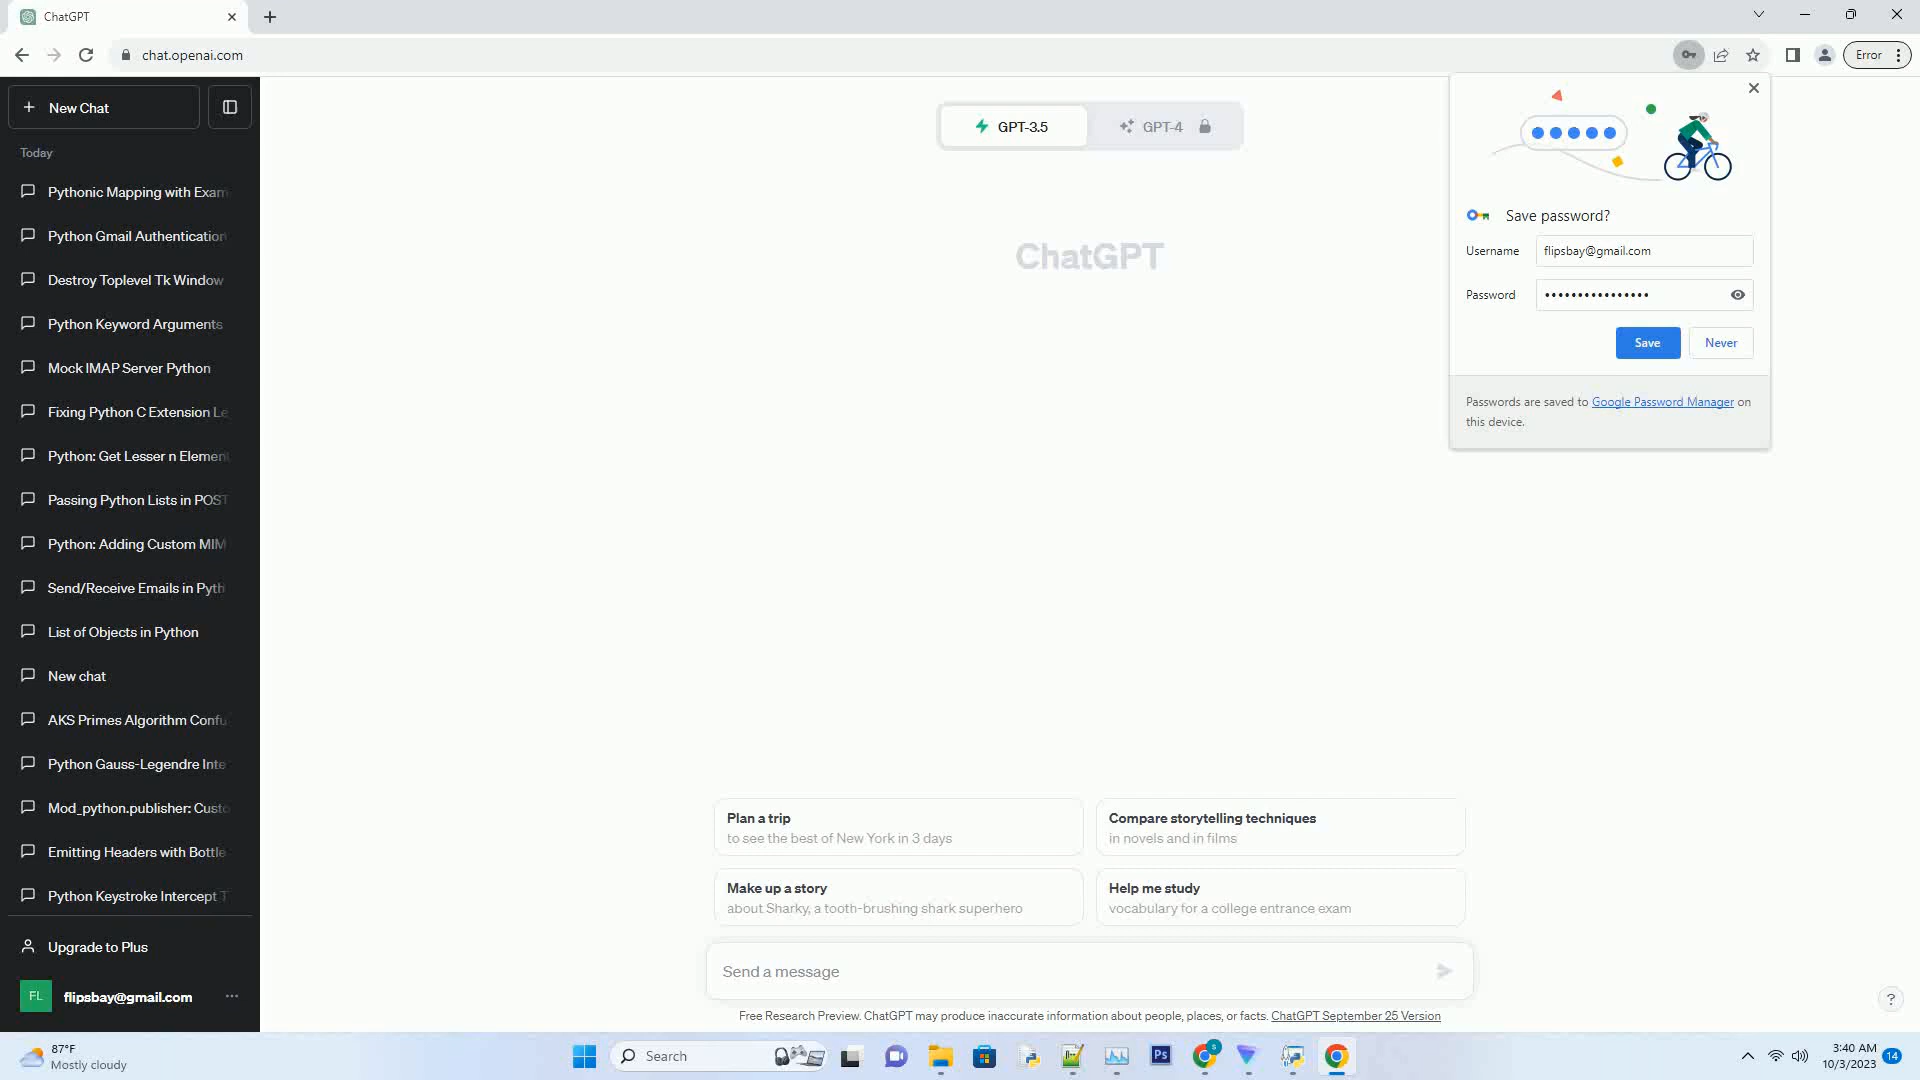 ChatGPT
chat.openai.com
Error
New Chat
Today
Pythonic Mapping with Exam
Python Gmail Authentication
Destroy Toplevel Tk Window
Python Keyword Arguments
Mock IMAP Server Python
Fixing Python C Extension Le
Python: Get Lesser n Element
Passing Python Lists in POST
Python: Adding Custom MIM
Send/Receive Emails in Pyth
List of Objects in Python
New chat
AKS Primes Algorithm Confu
Python Gauss-Legendre Inte
Mod_python.publisher: Custo
Emitting Headers with Bottle
Python Keystroke Intercept T
Upgrade to Plus
FL
flipsbay@gmail.com
GPT-3.5
GPT-4
ChatGPT
Save password?
Username
flipsbay@gmail.com
Password
Save
Never
Passwords are saved to Google Password Manager on
this device.
Plan a trip
to see the best of New York in 3 days
Compare storytelling techniques
in novels and in films
Make up a story
about Sharky, a tooth-brushing shark superhero
Help me study
vocabulary for a college entrance exam
Send a message
Free Research Preview. ChatGPT may produce inaccurate information about people, places, or facts. ChatGPT September 25 Version
?
87°F
Mostly cloudy
Search
Ps
S
3:40 AM
10/3/2023
14